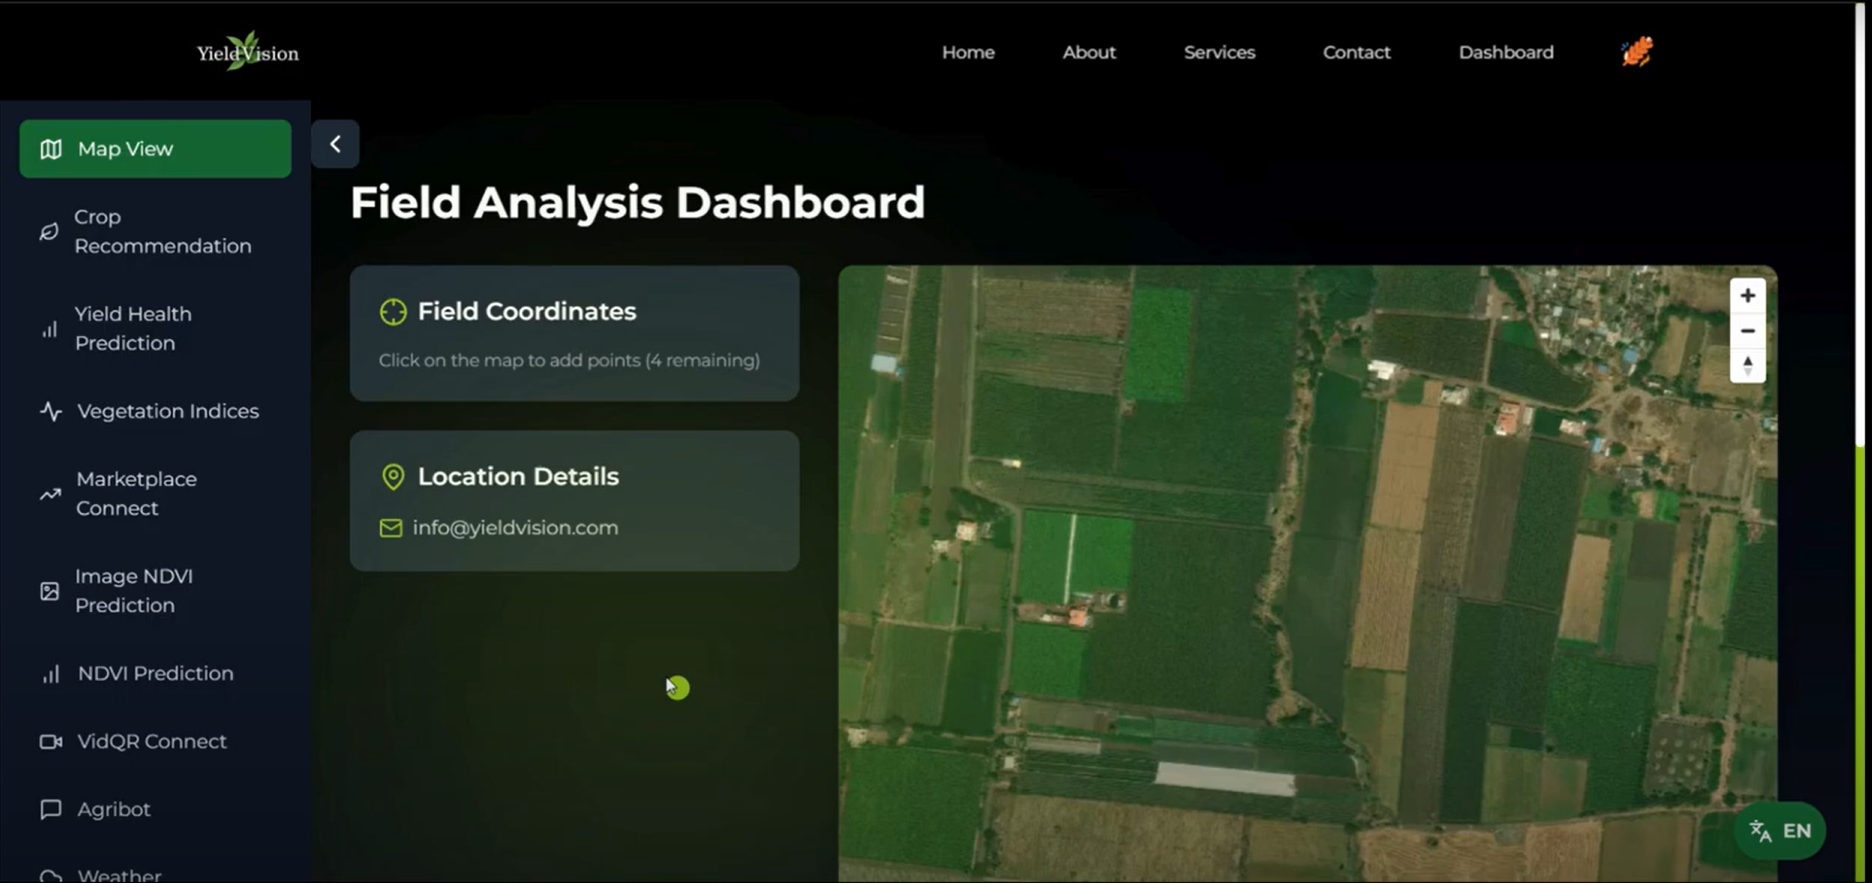 YieldVision
Home
About
Services
Contact
Dashboard
Map View
Crop
Recommendation
Yield Health
Prediction
Vegetation Indices
Marketplace
Connect
Image NDVI
Prediction
NDVI Prediction
VidQR Connect
Agribot
Weather
Field Analysis Dashboard
Field Coordinates
Click on the map to add points (4 remaining)
Location Details
info@yieldvision.com
EN